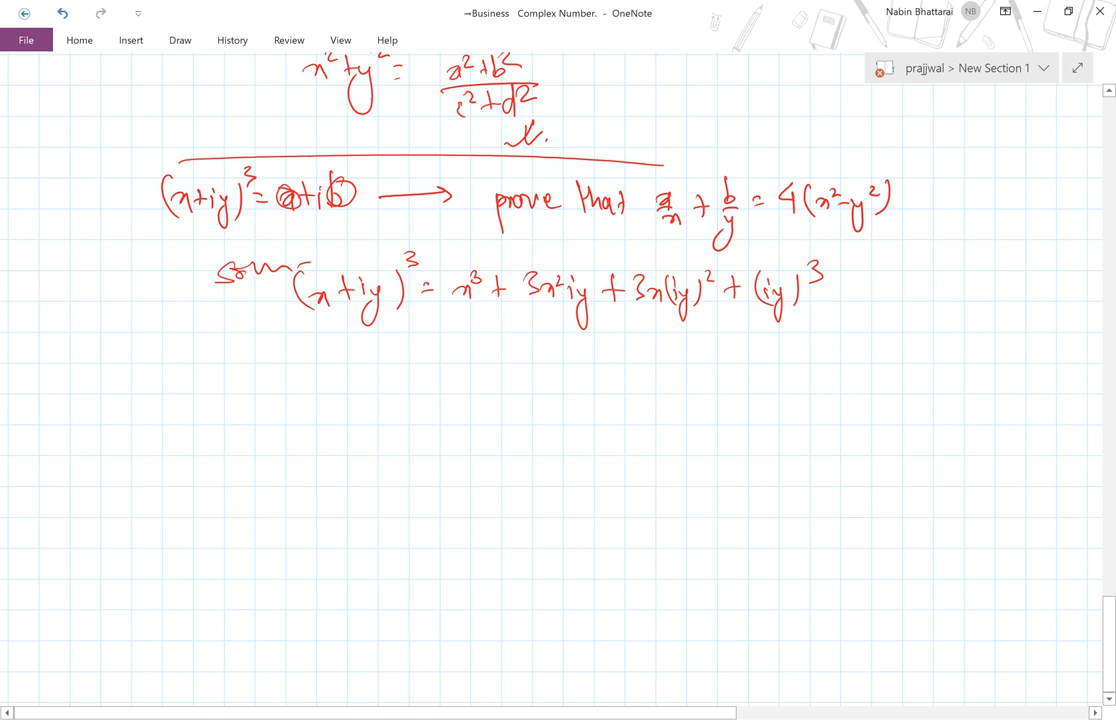 →Business Complex Number. - OneNote
Nabin Bhattarai NB
File Home Insert Draw History Review View Help
prajjwal > New Section 1
x² + y² = a² + b² / c² + d²
(x+iy)³ = a+ib → prove that a/x + b/y = 4(x²-y²)
soln:- (x+iy)³ = x³ + 3x²iy + 3x(iy)² + (iy)³